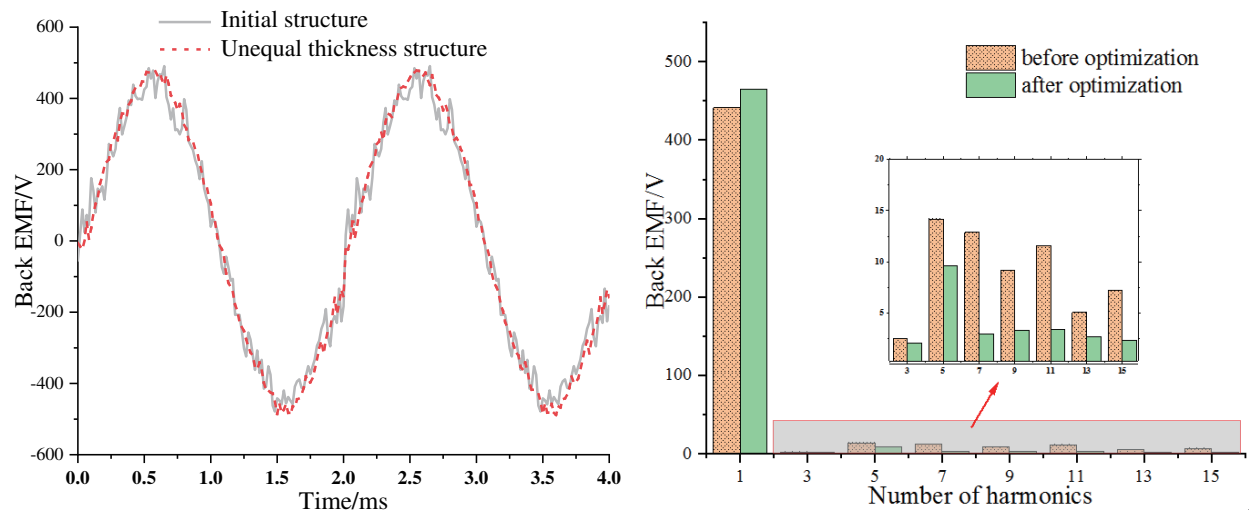 Initial structure
Unequal thickness structure
600
400
200
0
-200
-400
-600
Back EMF/V
0.0 0.5 1.0 1.5 2.0 2.5 3.0 3.5 4.0
Time/ms
before optimization
after optimization
450
400
350
300
250
200
100
0
Back EMF/V
20
15
10
5
3 5 7 9 11 13 15
1 3 5 7 9 11 13 15
Number of harmonics